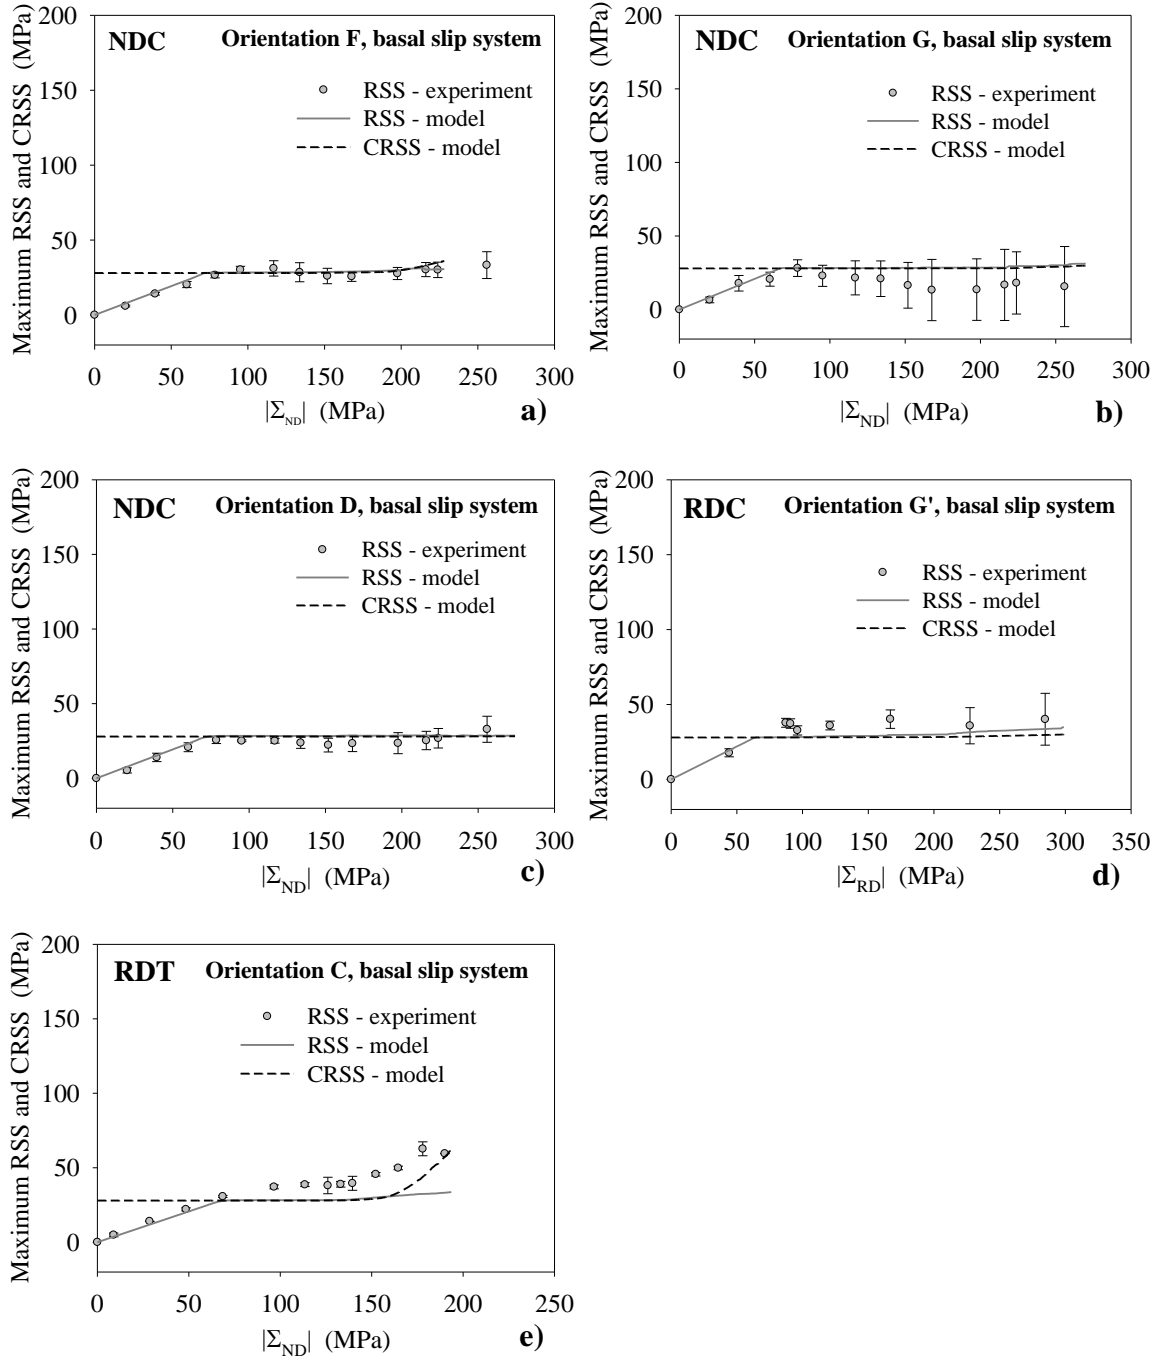 Maximum RSS and CRSS (MPa)
200
150
100
50
0
NDC
Orientation F, basal slip system
RSS - experiment
RSS - model
CRSS - model
0 50 100 150 200 250 300
|Σ_ND| (MPa)
a)
Maximum RSS and CRSS (MPa)
200
150
100
50
0
NDC
Orientation G, basal slip system
RSS - experiment
RSS - model
CRSS - model
0 50 100 150 200 250 300
|Σ_ND| (MPa)
b)
Maximum RSS and CRSS (MPa)
200
150
100
50
0
NDC
Orientation D, basal slip system
RSS - experiment
RSS - model
CRSS - model
0 50 100 150 200 250 300
|Σ_ND| (MPa)
c)
Maximum RSS and CRSS (MPa)
200
150
100
50
0
RDC
Orientation G', basal slip system
RSS - experiment
RSS - model
CRSS - model
0 50 100 150 200 250 300 350
|Σ_RD| (MPa)
d)
Maximum RSS and CRSS (MPa)
200
150
100
50
0
RDT
Orientation C, basal slip system
RSS - experiment
RSS - model
CRSS - model
0 50 100 150 200 250
|Σ_ND| (MPa)
e)